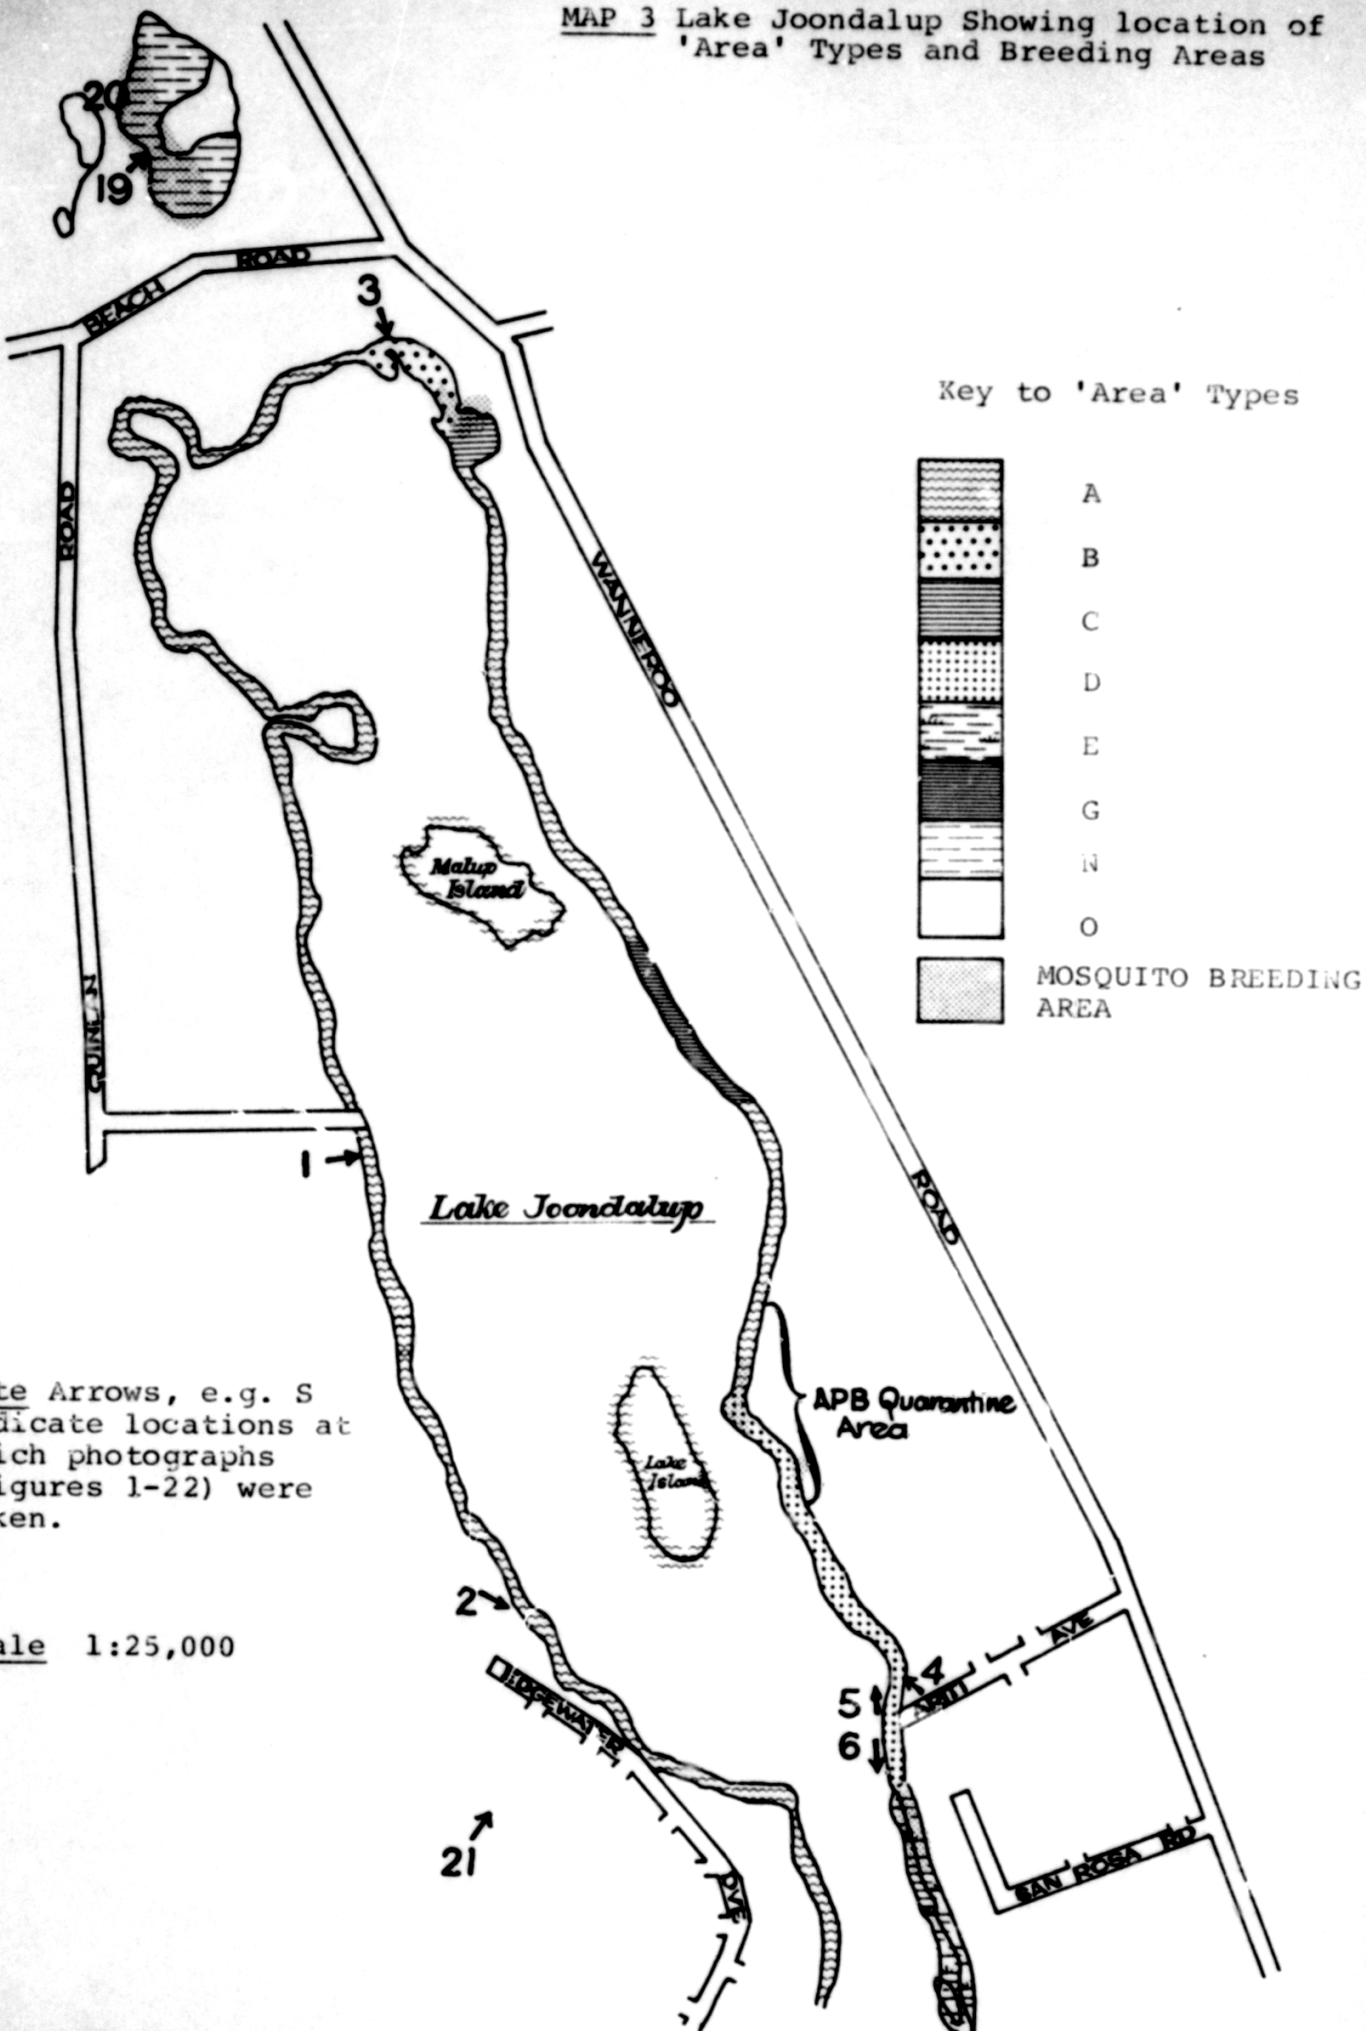 MAP 3 Lake Joondalup Showing location of
'Area' Types and Breeding Areas
20
19
ROAD
BEACH
3
Key to 'Area' Types
A
B
C
D
E
G
N
O
MOSQUITO BREEDING
AREA
ROAD
WANNEROO
Malup
Island
QUINLAN
1
Lake Joondalup
ROAD
te Arrows, e.g. S
dicate locations at
ich photographs
igures 1-22) were
ken.
APB Quarantine
Area
Lake
Island
2
ale 1:25,000
4
5
6
AVE
ARITI
DGEWATER
21
DVE
SAN ROSA RD